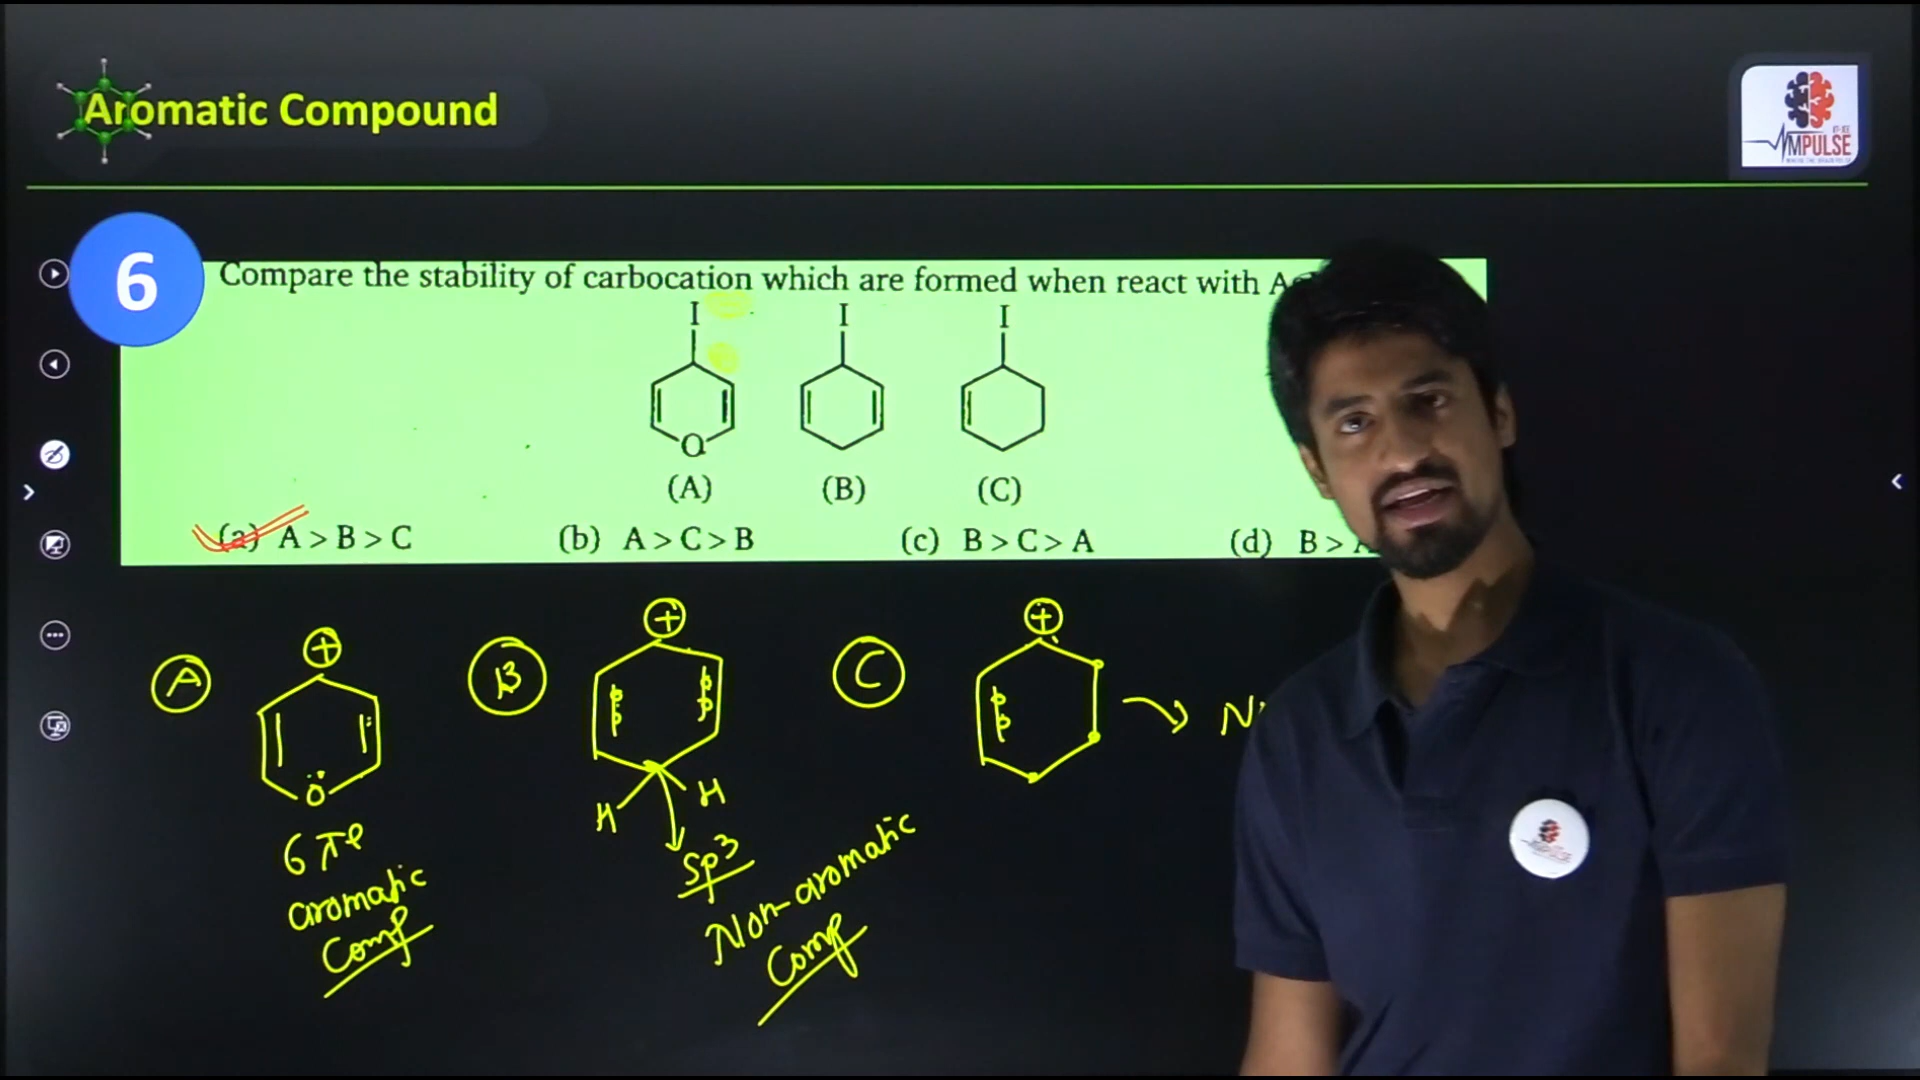 Aromatic Compound
MPULSE
6
Compare the stability of carbocation which are formed when react with
I I I
O
(A) (B) (C)
(a) A > B > C (b) A > C > B (c) B > C > A (d) B >
A + B + C +
Ö
H H
6 πe
aromatic
Comp
Sp3
Non-aromatic
Comp